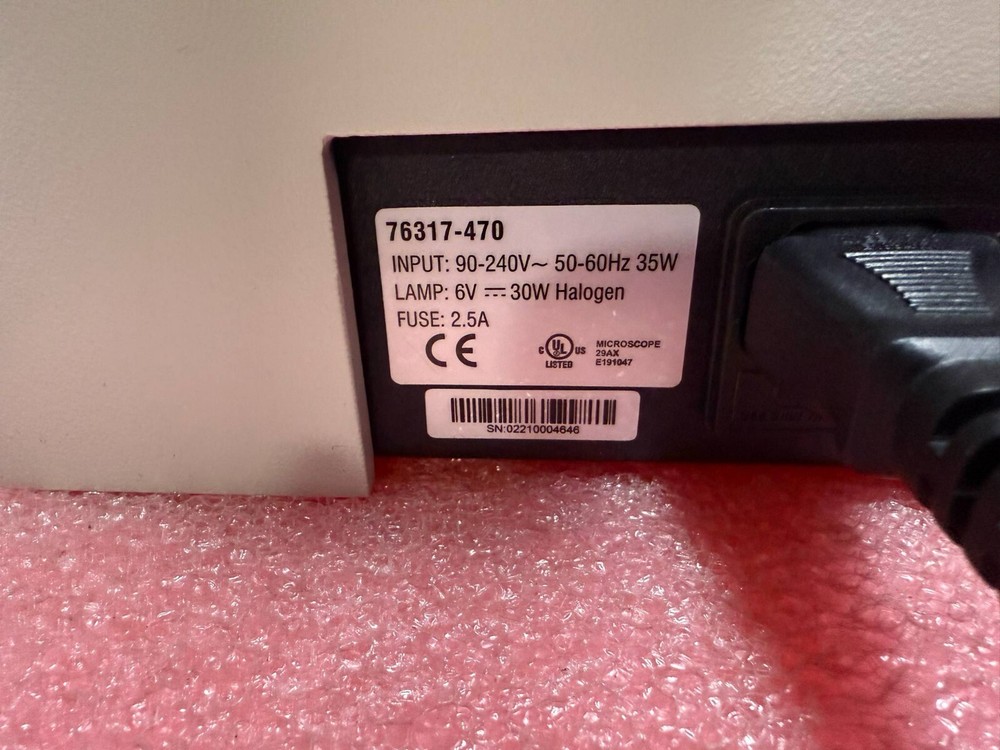 76317-470
INPUT: 90-240V~ 50-60Hz 35W
LAMP: 6V ⎓ 30W Halogen
FUSE: 2.5A
CE
C UL US
LISTED
MICROSCOPE
29AX
E191047
SN:02210004646